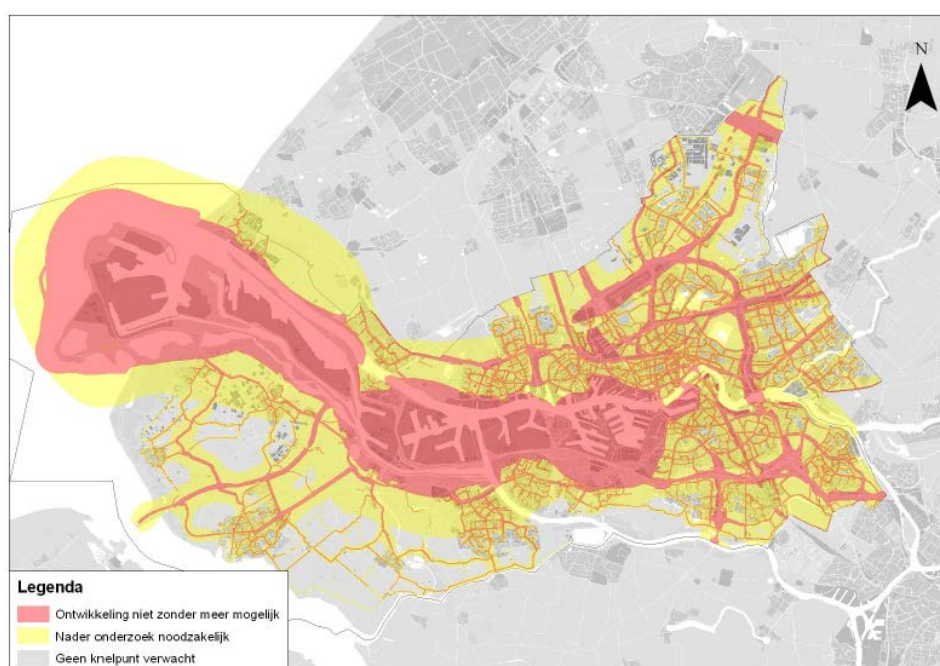 N
Legenda
Ontwikkeling niet zonder meer mogelijk
Nader onderzoek noodzakelijk
Geen knelpunt verwacht